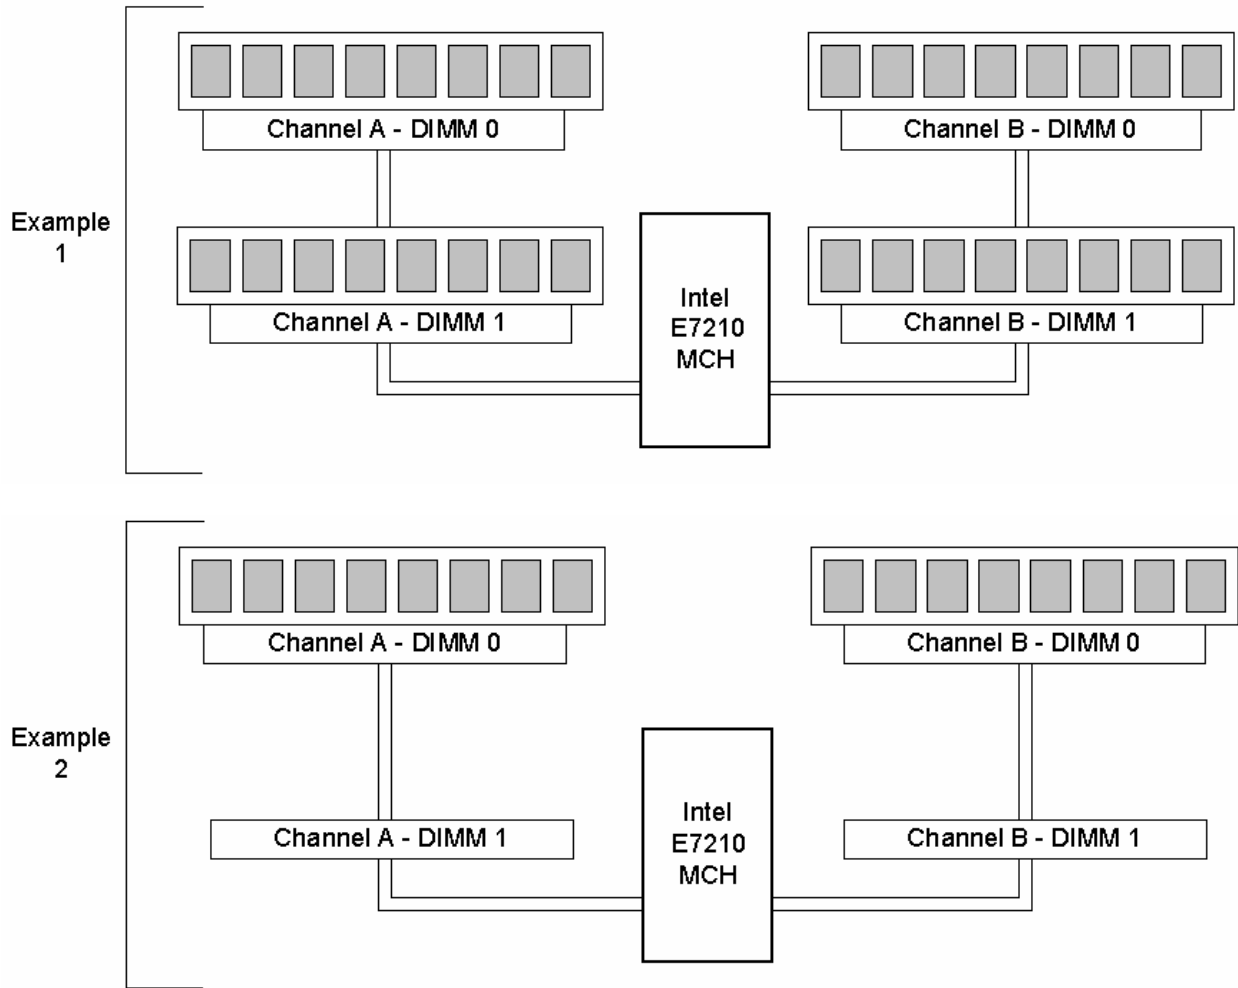 Channel A - DIMM 0
Channel B - DIMM 0
Example
1
Channel A - DIMM 1
Intel
E7210
MCH
Channel B - DIMM 1
Channel A - DIMM 0
Channel B - DIMM 0
Example
2
Channel A - DIMM 1
Intel
E7210
MCH
Channel B - DIMM 1